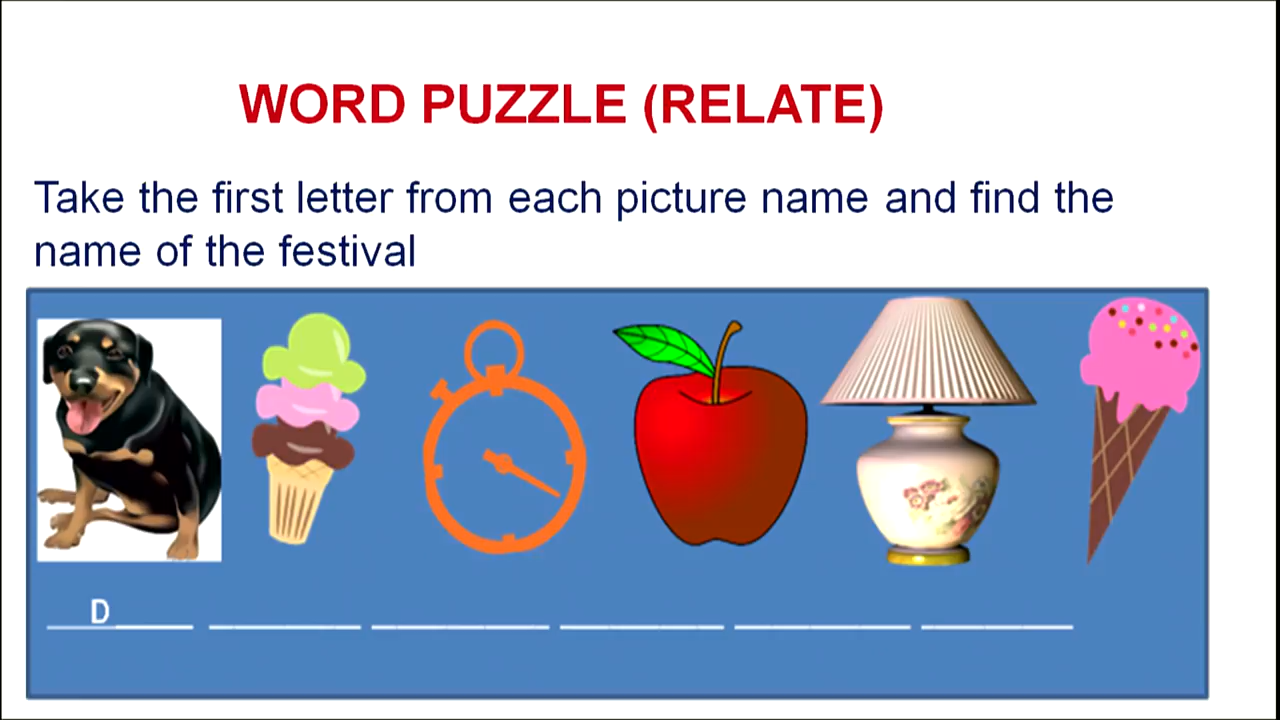 WORD PUZZLE (RELATE)
Take the first letter from each picture name and find the
name of the festival
D